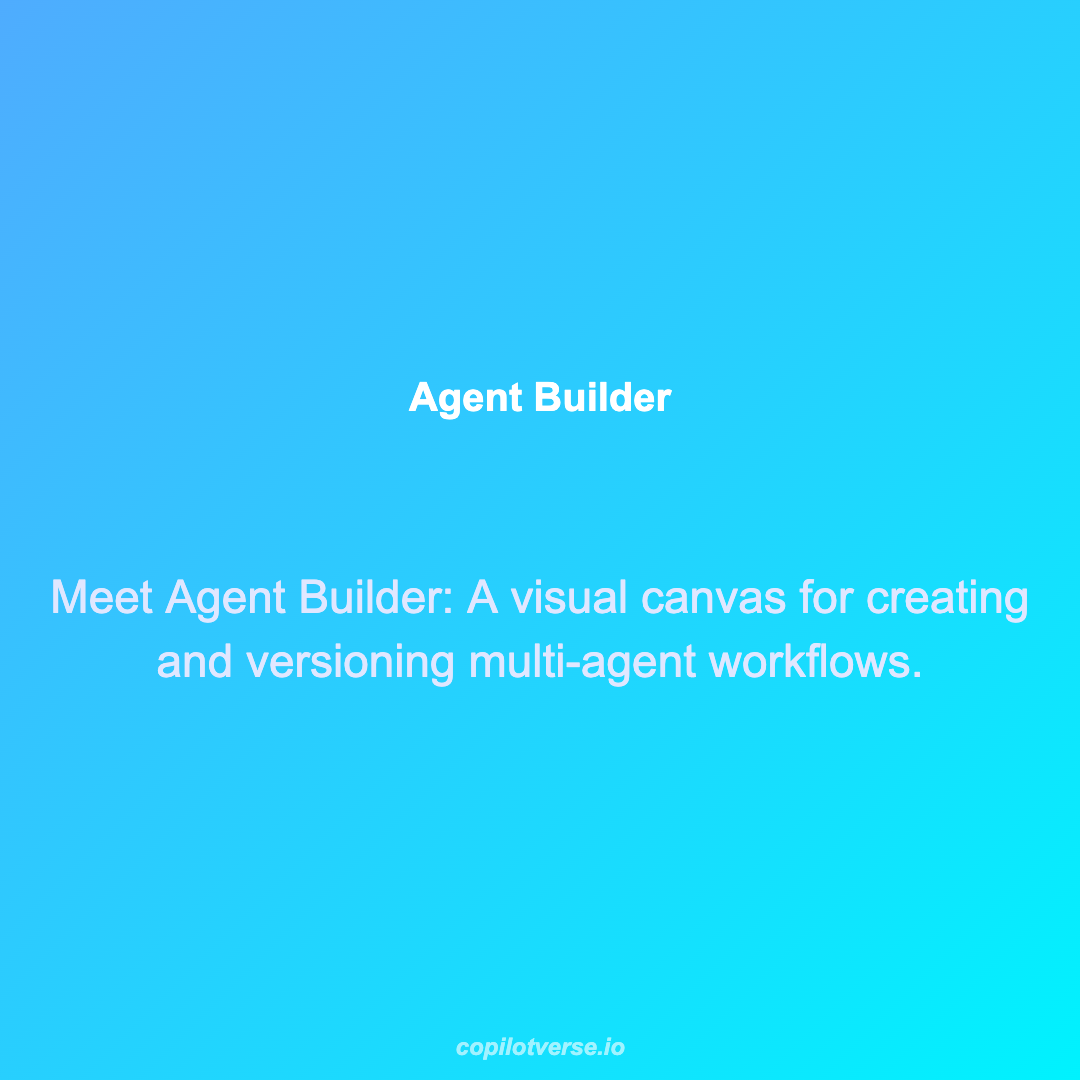 Agent Builder
Meet Agent Builder: A visual canvas for creating
and versioning multi-agent workflows.
copilotverse.io